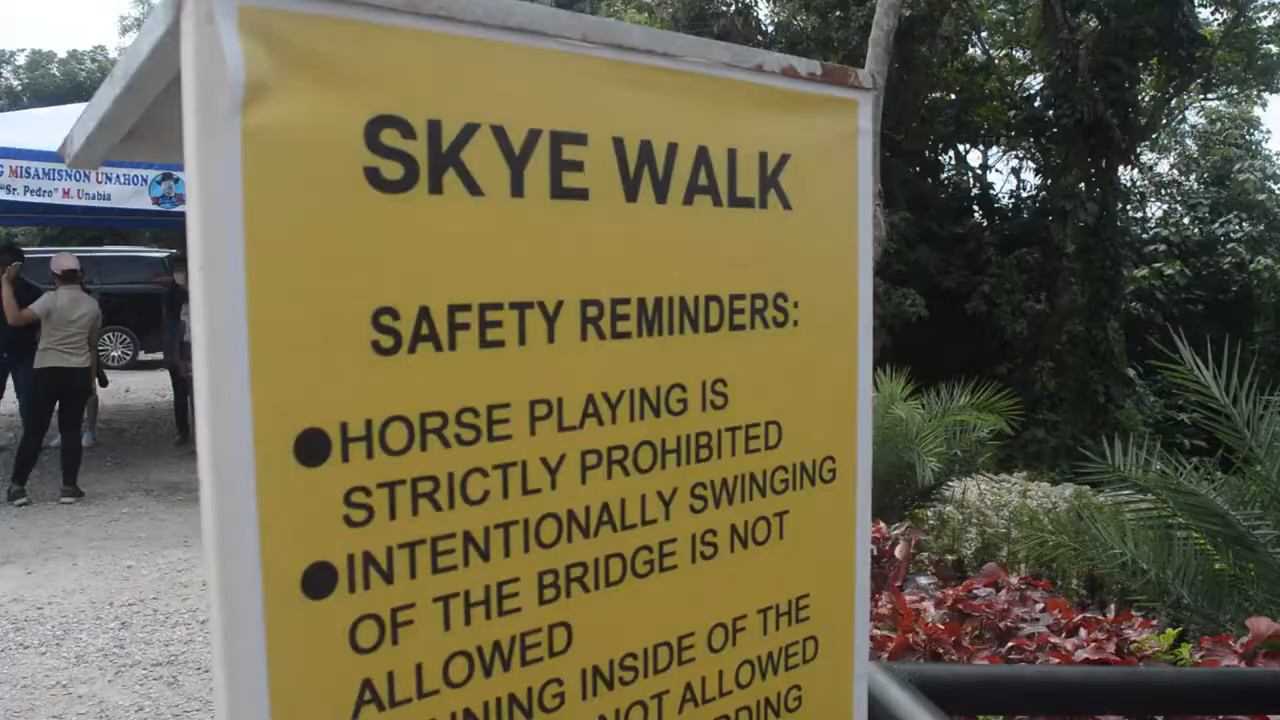 G MISAMISNON UNAHON
"Sr. Pedro" M. Unabia
SKYE WALK
SAFETY REMINDERS:
●HORSE PLAYING IS
STRICTLY PROHIBITED
●INTENTIONALLY SWINGING
OF THE BRIDGE IS NOT
ALLOWED
INSIDE OF THE
NOT ALLOWED